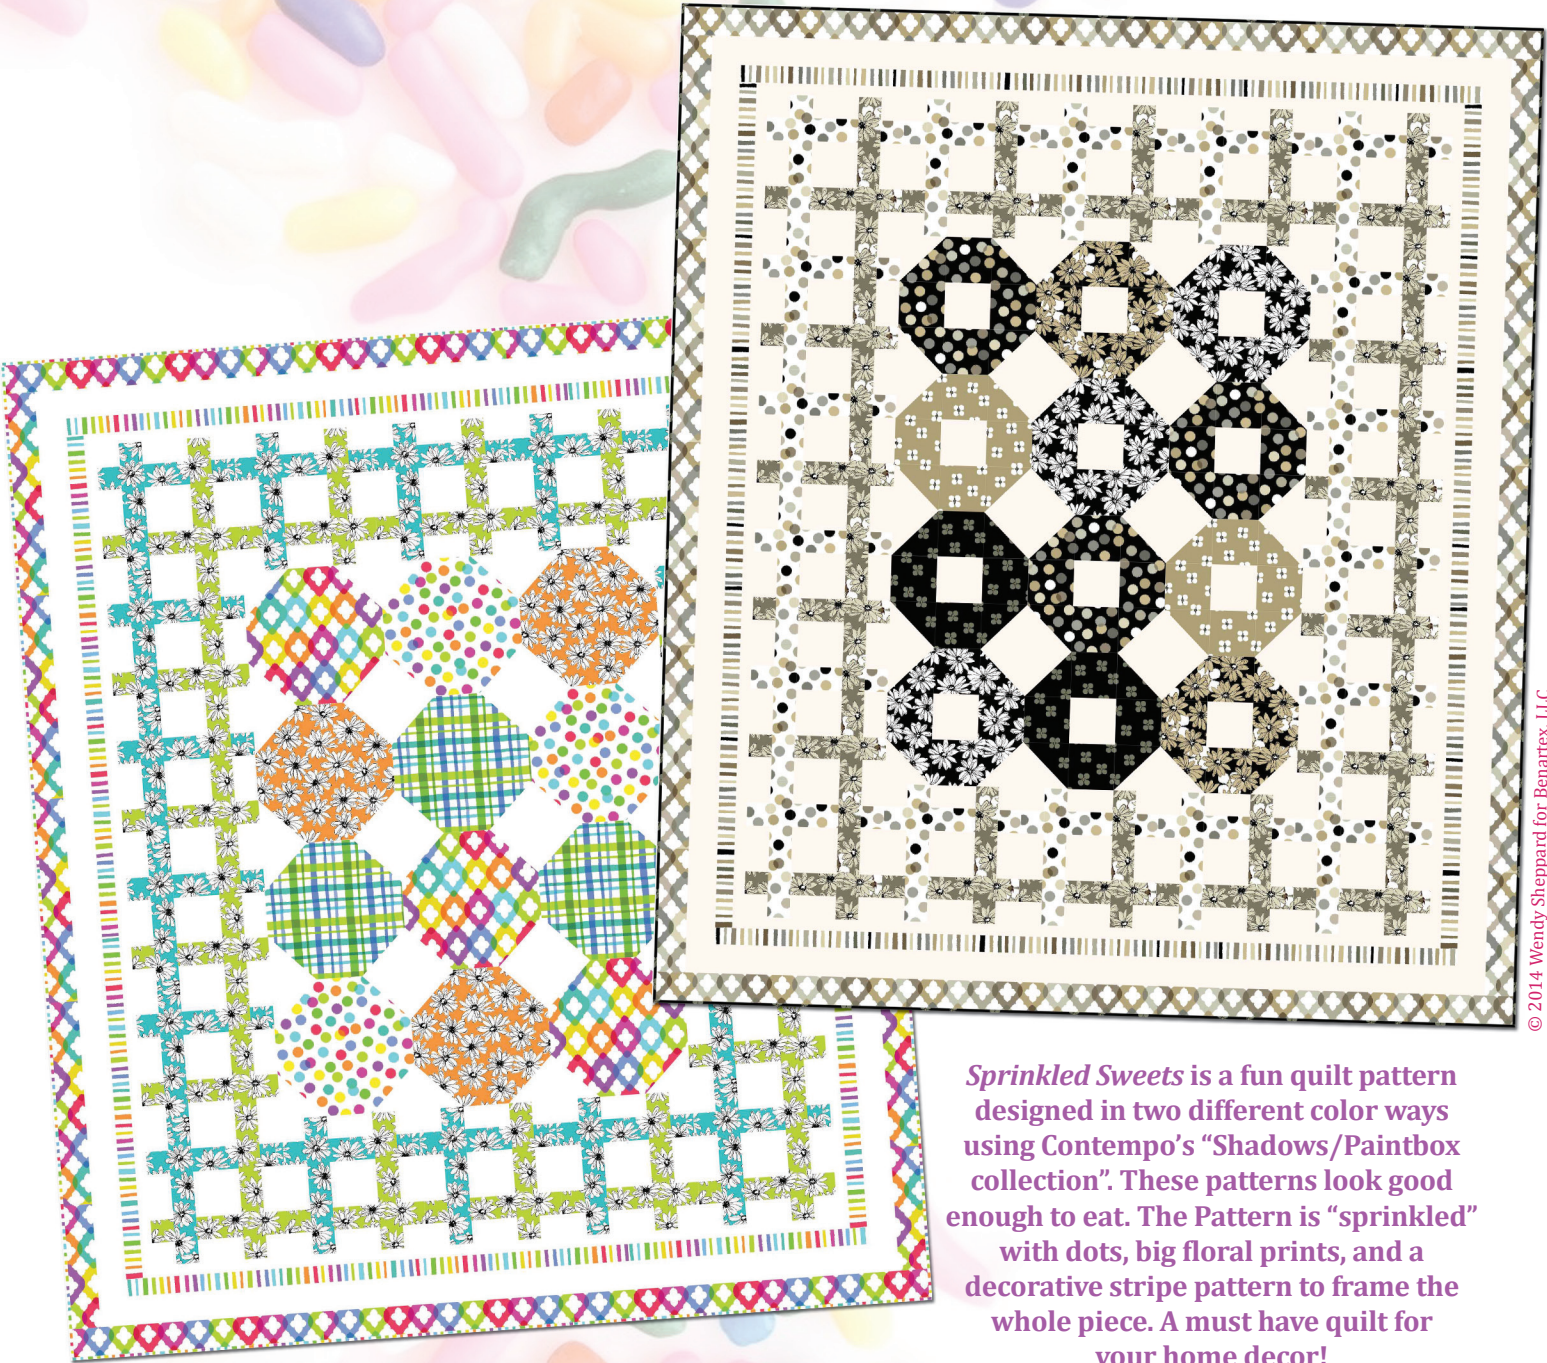 © 2014 Wendy Sheppard for Benartex, LLC
Sprinkled Sweets is a fun quilt pattern
designed in two different color ways
using Contempo’s “Shadows/Paintbox
collection”. These patterns look good
enough to eat. The Pattern is “sprinkled”
with dots, big floral prints, and a
decorative stripe pattern to frame the
whole piece. A must have quilt for
your home decor!